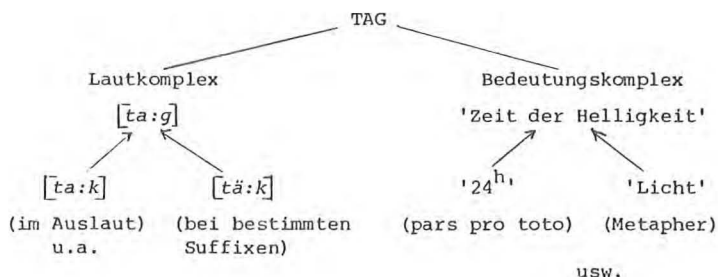 TAG
Lautkomplex Bedeutungskomplex
[ta:g] 'Zeit der Helligkeit'
[ta:k] [tä:k] '24ʰ' 'Licht'
(im Auslaut) (bei bestimmten (pars pro toto) (Metapher)
u.a. Suffixen)
usw.